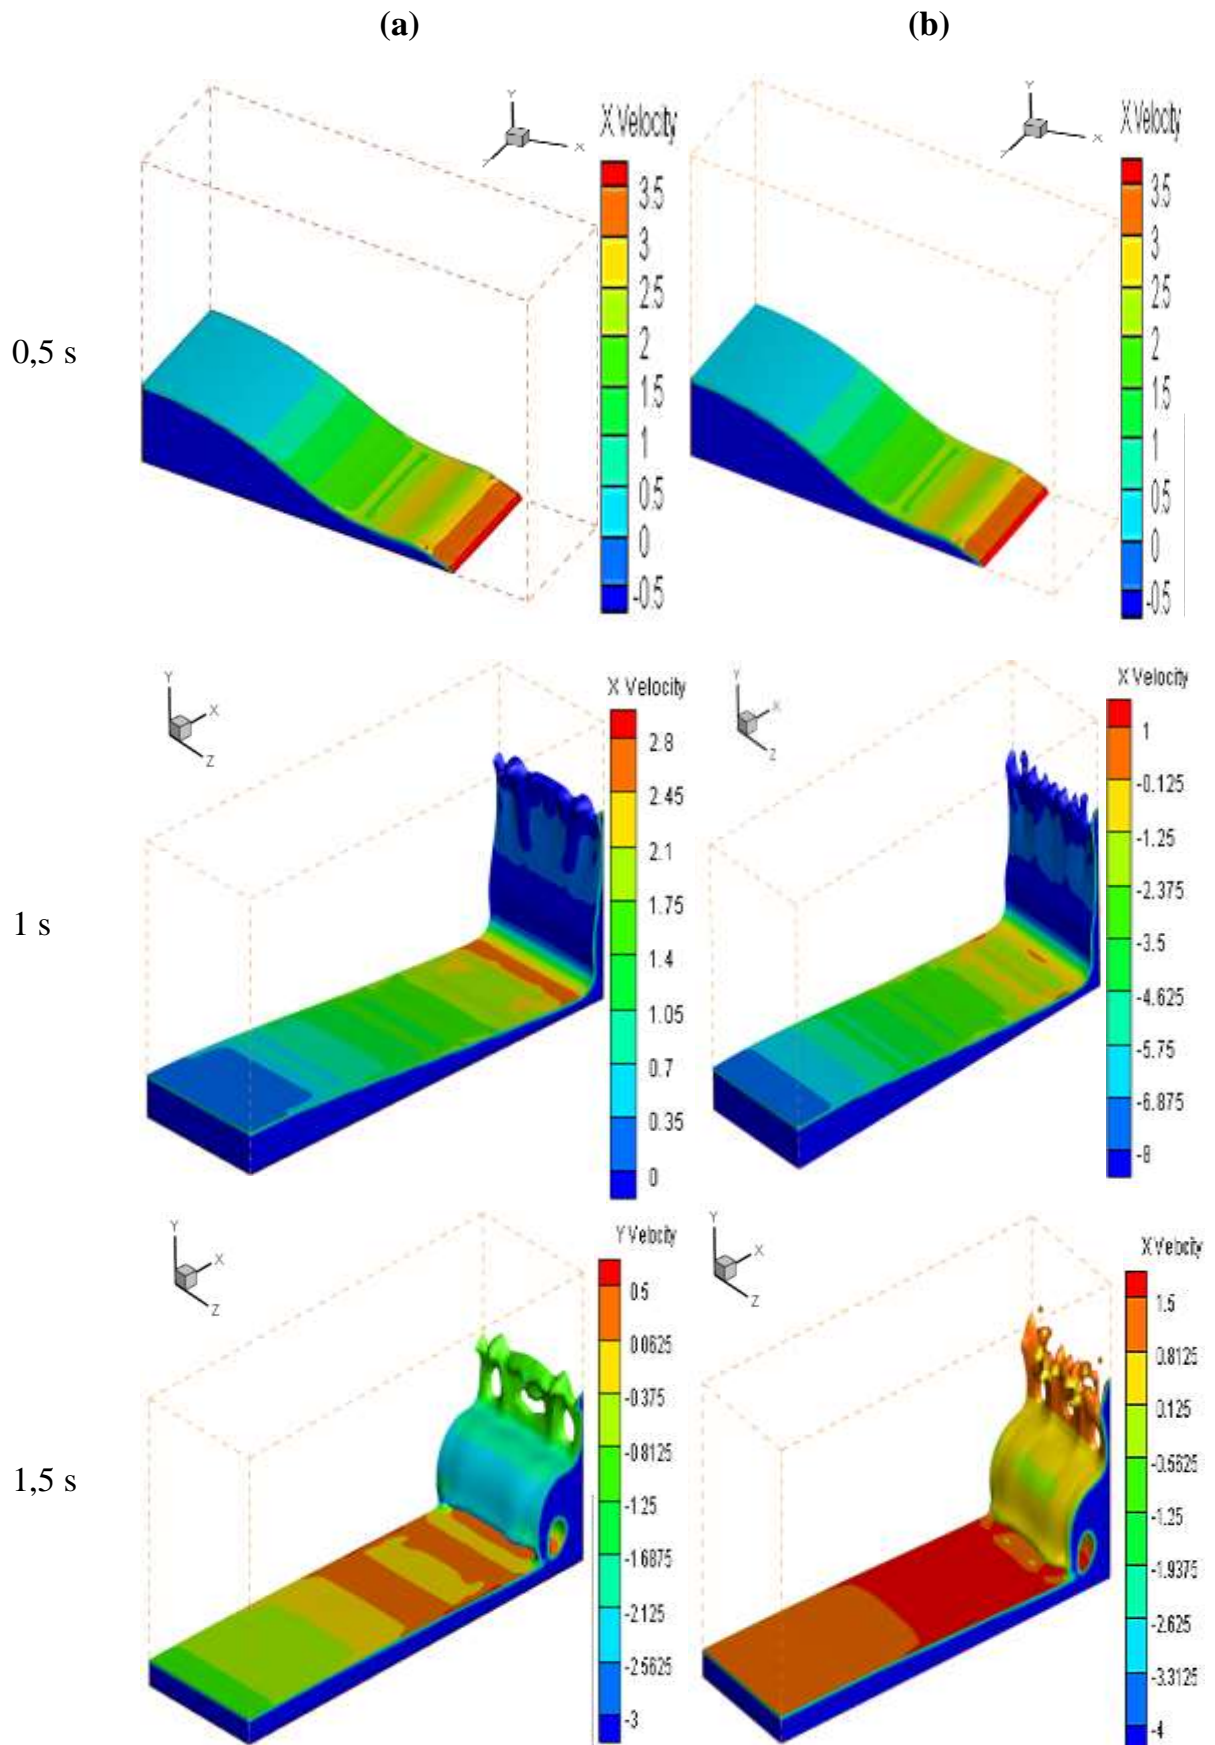 (a) (b)
0,5 s
Y
X
Z
X Velocity
3.5
3
2.5
2
1.5
1
0.5
0
-0.5
Y
X
X Velocity
3.5
3
2.5
2
1.5
1
0.5
0
-0.5
1 s
Y
X
Z
X Velocity
2.8
2.45
2.1
1.75
1.4
1.05
0.7
0.35
0
Y
X
Z
X Velocity
1
-0.125
-1.25
-2.375
-3.5
-4.625
-5.75
-6.875
-8
1,5 s
Y
X
Z
Y Velocity
0.5
0.0625
-0.375
-0.8125
-1.25
-1.6875
-2.125
-2.5625
-3
Y
X
Z
X Velocity
1.5
0.8125
0.125
-0.5625
-1.25
-1.9375
-2.625
-3.3125
-4